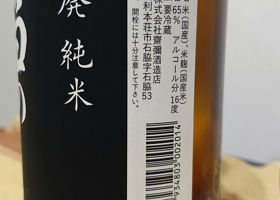 米(国産)、米麹(国産米)
65% アルコール分 16度
要冷蔵
株式会社齋彌酒造店
利本荘市石脇字石脇53
開栓には十分注意して下さい。
廃 純米
934803002014